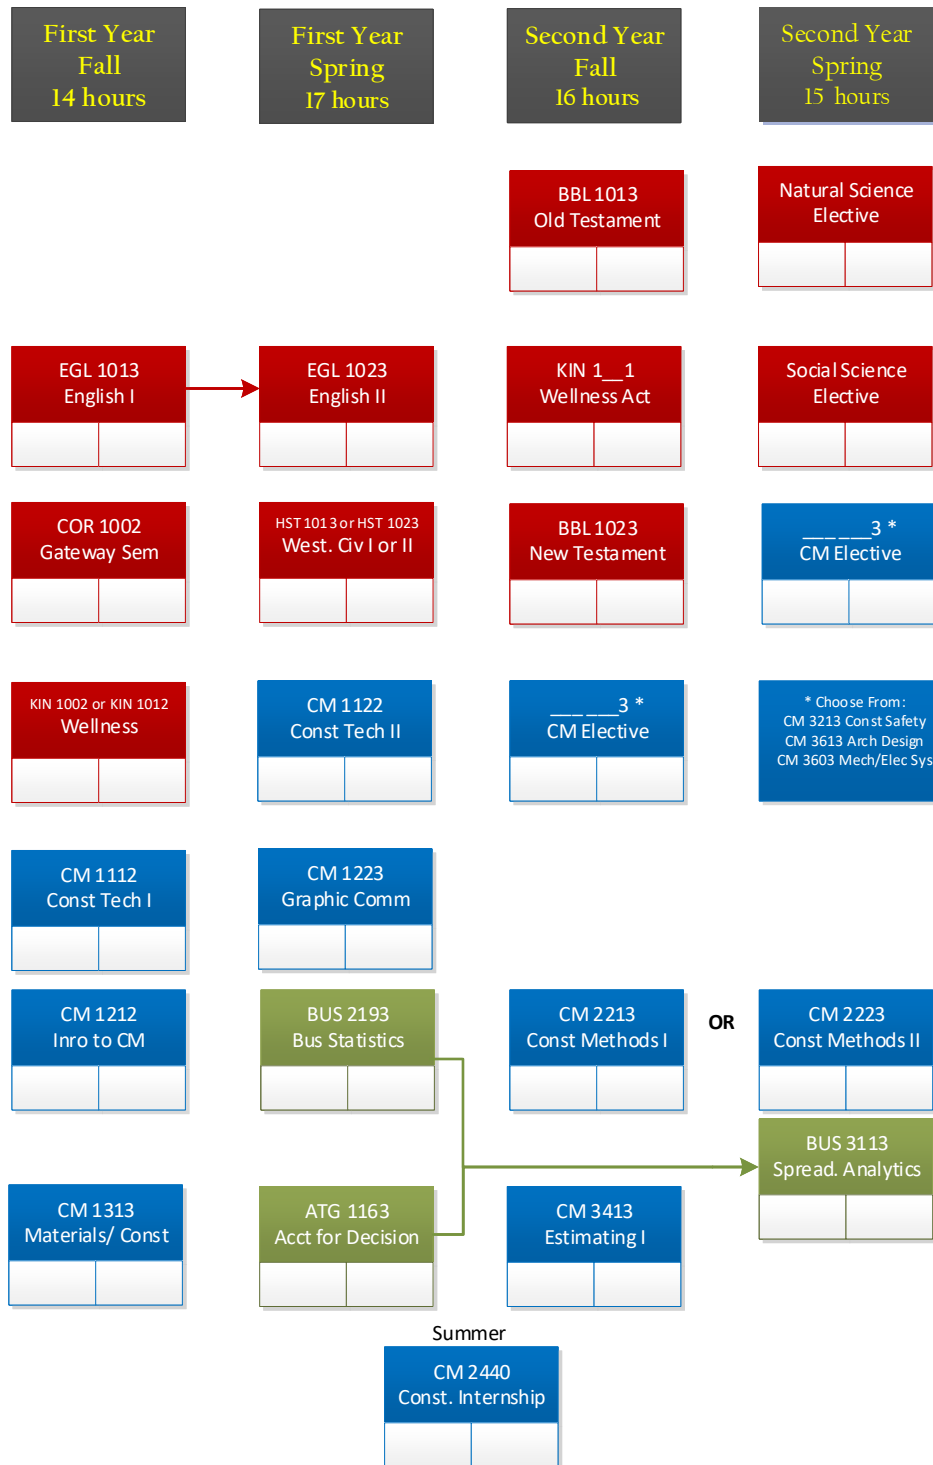 First Year
Fall
14 hours
First Year
Spring
17 hours
Second Year
Fall
16 hours
Second Year
Spring
15 hours
BBL 1013
Old Testament
Natural Science
Elective
EGL 1013
English I
EGL 1023
English II
KIN 1__1
Wellness Act
Social Science
Elective
COR 1002
Gateway Sem
HST 1013 or HST 1023
West. Civ I or II
BBL 1023
New Testament
___ ___3 *
CM Elective
KIN 1002 or KIN 1012
Wellness
CM 1122
Const Tech II
___ ___3 *
CM Elective
* Choose From:
CM 3213 Const Safety
CM 3613 Arch Design
CM 3603 Mech/Elec Sys
CM 1112
Const Tech I
CM 1223
Graphic Comm
CM 1212
Inro to CM
BUS 2193
Bus Statistics
CM 2213
Const Methods I
OR
CM 2223
Const Methods II
BUS 3113
Spread. Analytics
CM 1313
Materials/ Const
ATG 1163
Acct for Decision
CM 3413
Estimating I
Summer
CM 2440
Const. Internship